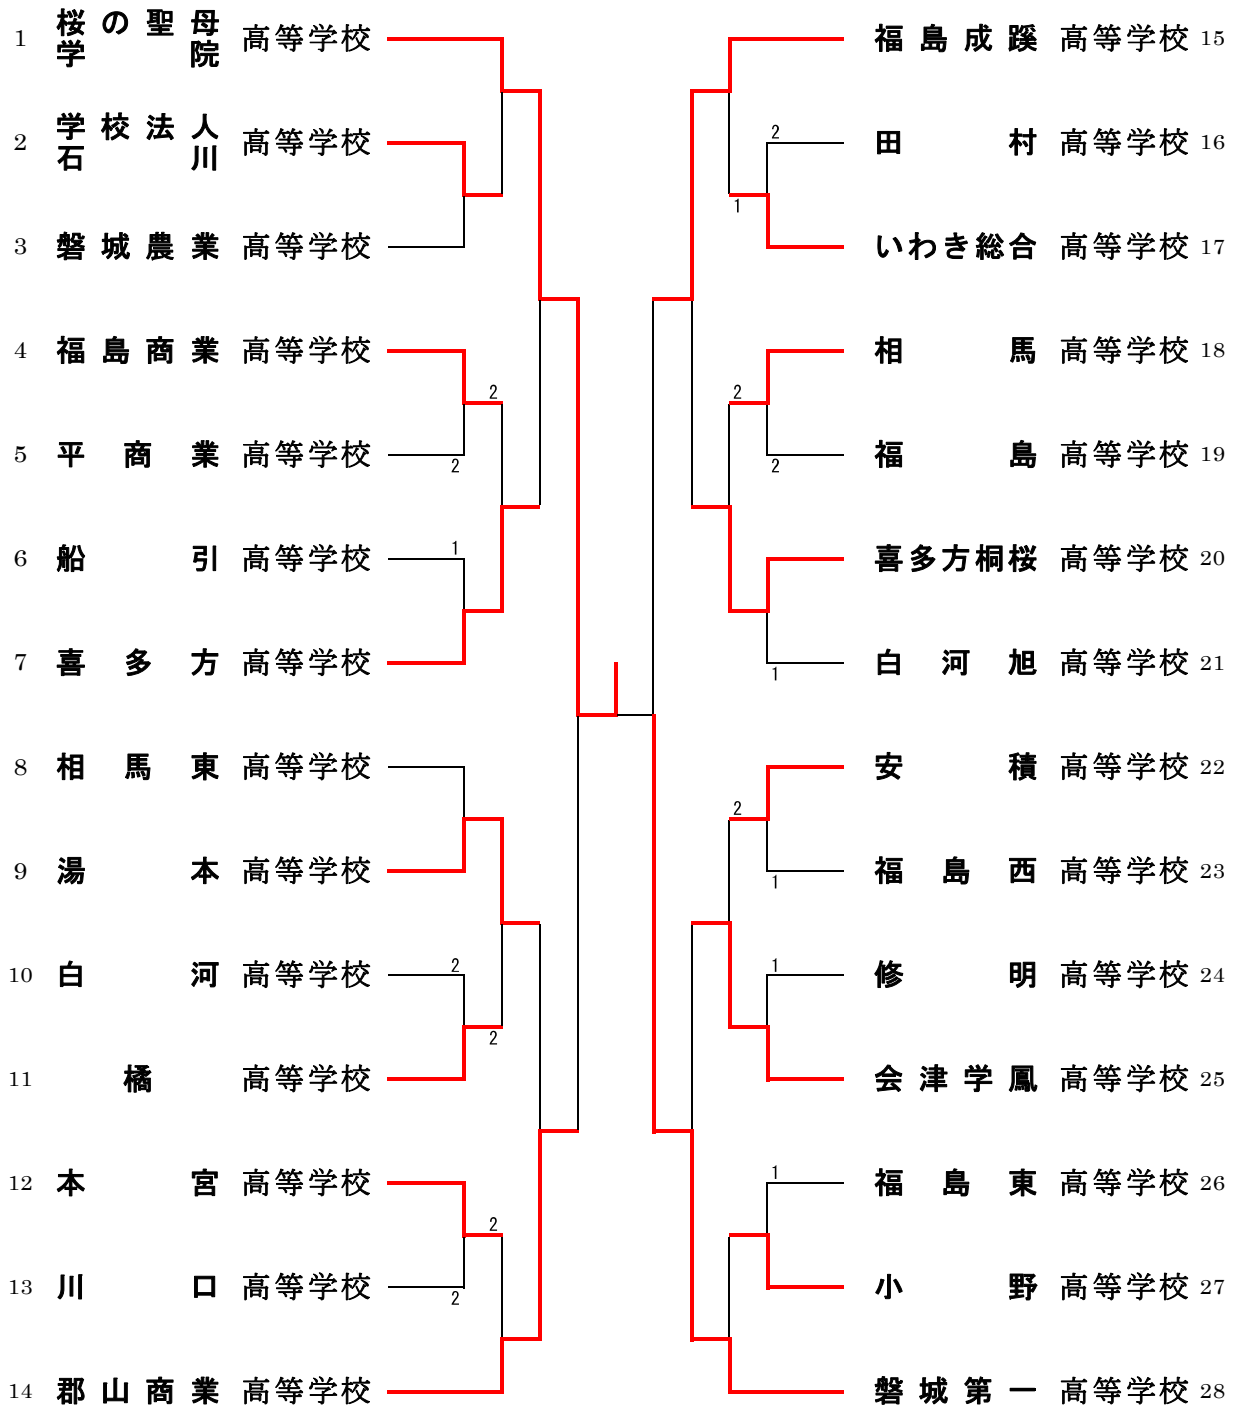 1 桜の聖母学院 高等学校
2 学校法人石川 高等学校
3 磐城農業 高等学校
4 福島商業 高等学校
2
5 平商業 高等学校
2
6 船引 高等学校
1
7 喜多方 高等学校
8 相馬東 高等学校
9 湯本 高等学校
10 白河 高等学校
2
2
11 橘 高等学校
12 本宮 高等学校
2
13 川口 高等学校
2
14 郡山商業 高等学校
福島成蹊 高等学校 15
2
田村 高等学校 16
1
いわき総合 高等学校 17
相馬 高等学校 18
2
福島 高等学校 19
2
喜多方桐桜 高等学校 20
白河旭 高等学校 21
1
安積 高等学校 22
2
福島西 高等学校 23
1
修明 高等学校 24
1
会津学鳳 高等学校 25
福島東 高等学校 26
1
小野 高等学校 27
磐城第一 高等学校 28